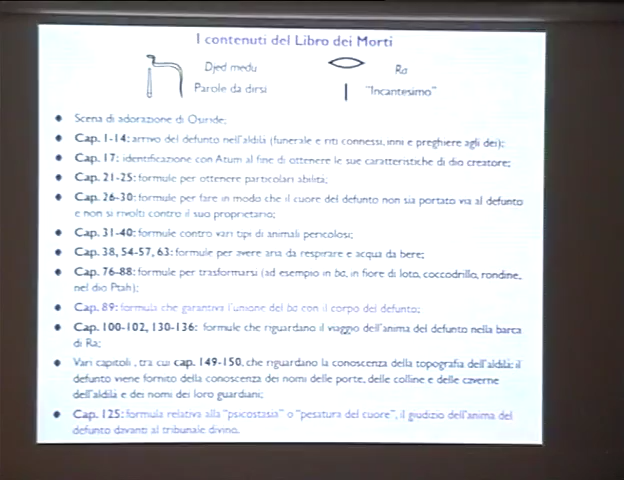 I contenuti del Libro dei Morti
Djed medu
Parole da dirsi
Ra
"Incantesimo"
Scena di adorazione di Osiride;
Cap. 1-14: arrivo del defunto nell'aldilà (funerale e riti connessi, inni e preghiere agli dei);
Cap. 17: identificazione con Atum al fine di ottenere le sue caratteristiche di dio creatore;
Cap. 21-25: formule per ottenere particolari abilità;
Cap. 26-30: formule per fare in modo che il cuore del defunto non sia portato via al defunto
e non si rivolti contro il suo proprietario;
Cap. 31-40: formule contro vari tipi di animali pericolosi;
Cap. 38, 54-57, 63: formule per avere aria da respirare e acqua da bere;
Cap. 76-88: formule per trasformarsi (ad esempio in ba, in fiore di loto, coccodrillo, rondine,
nel dio Ptah);
Cap. 89: formula che garantiva l'unione del ba con il corpo del defunto;
Cap. 100-102, 130-136: formule che riguardano il viaggio dell'anima del defunto nella barca
di Ra;
Vari capitoli, tra cui cap. 149-150, che riguardano la conoscenza della topografia dell'aldilà: il
defunto viene fornito della conoscenza dei nomi delle porte, delle colline e delle caverne
dell'aldilà e dei nomi dei loro guardiani;
Cap. 125: formula relativa alla "psicostasia" o "pesatura del cuore", il giudizio dell'anima del
defunto davanti al tribunale divino.